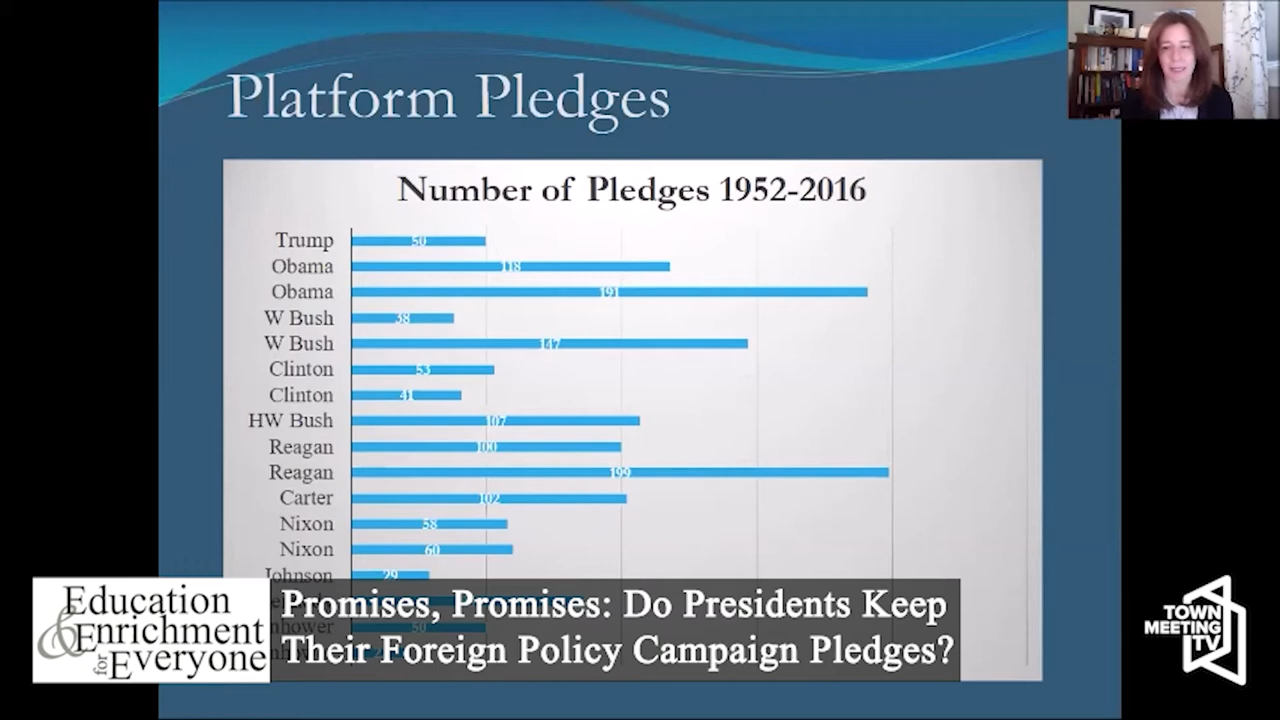 Platform Pledges
Number of Pledges 1952-2016
Trump 50
Obama 118
Obama 191
W Bush 38
W Bush 147
Clinton 53
Clinton 41
HW Bush 107
Reagan 100
Reagan 199
Carter 102
Nixon 58
Nixon 60
Johnson 29
50
Education
& Enrichment
for Everyone
Promises, Promises: Do Presidents Keep
Their Foreign Policy Campaign Pledges?
TOWN
MEETING
TV